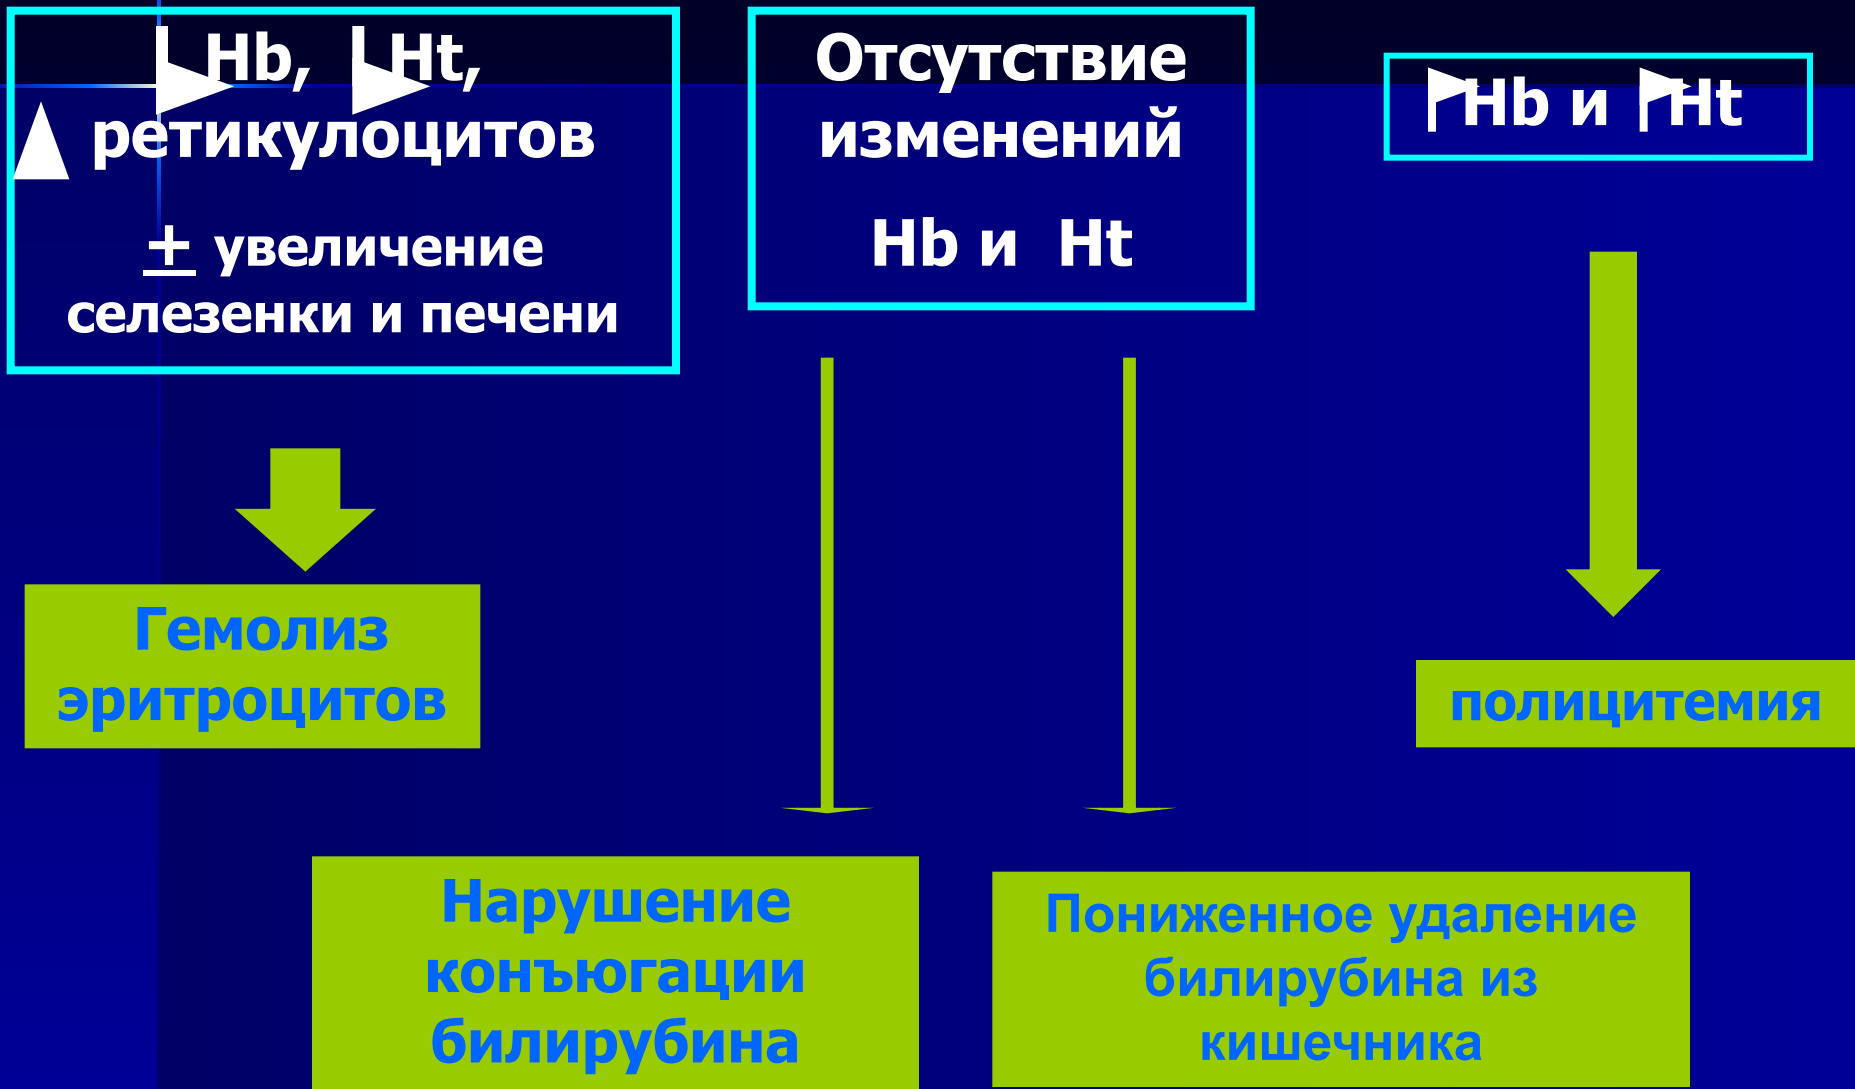 Hb, Ht,
ретикулоцитов
+ увеличение
селезенки и печени
Отсутствие
изменений
Hb и Ht
Hb и Ht
Гемолиз
эритроцитов
полицитемия
Нарушение
конъюгации
билирубина
Пониженное удаление
билирубина из
кишечника